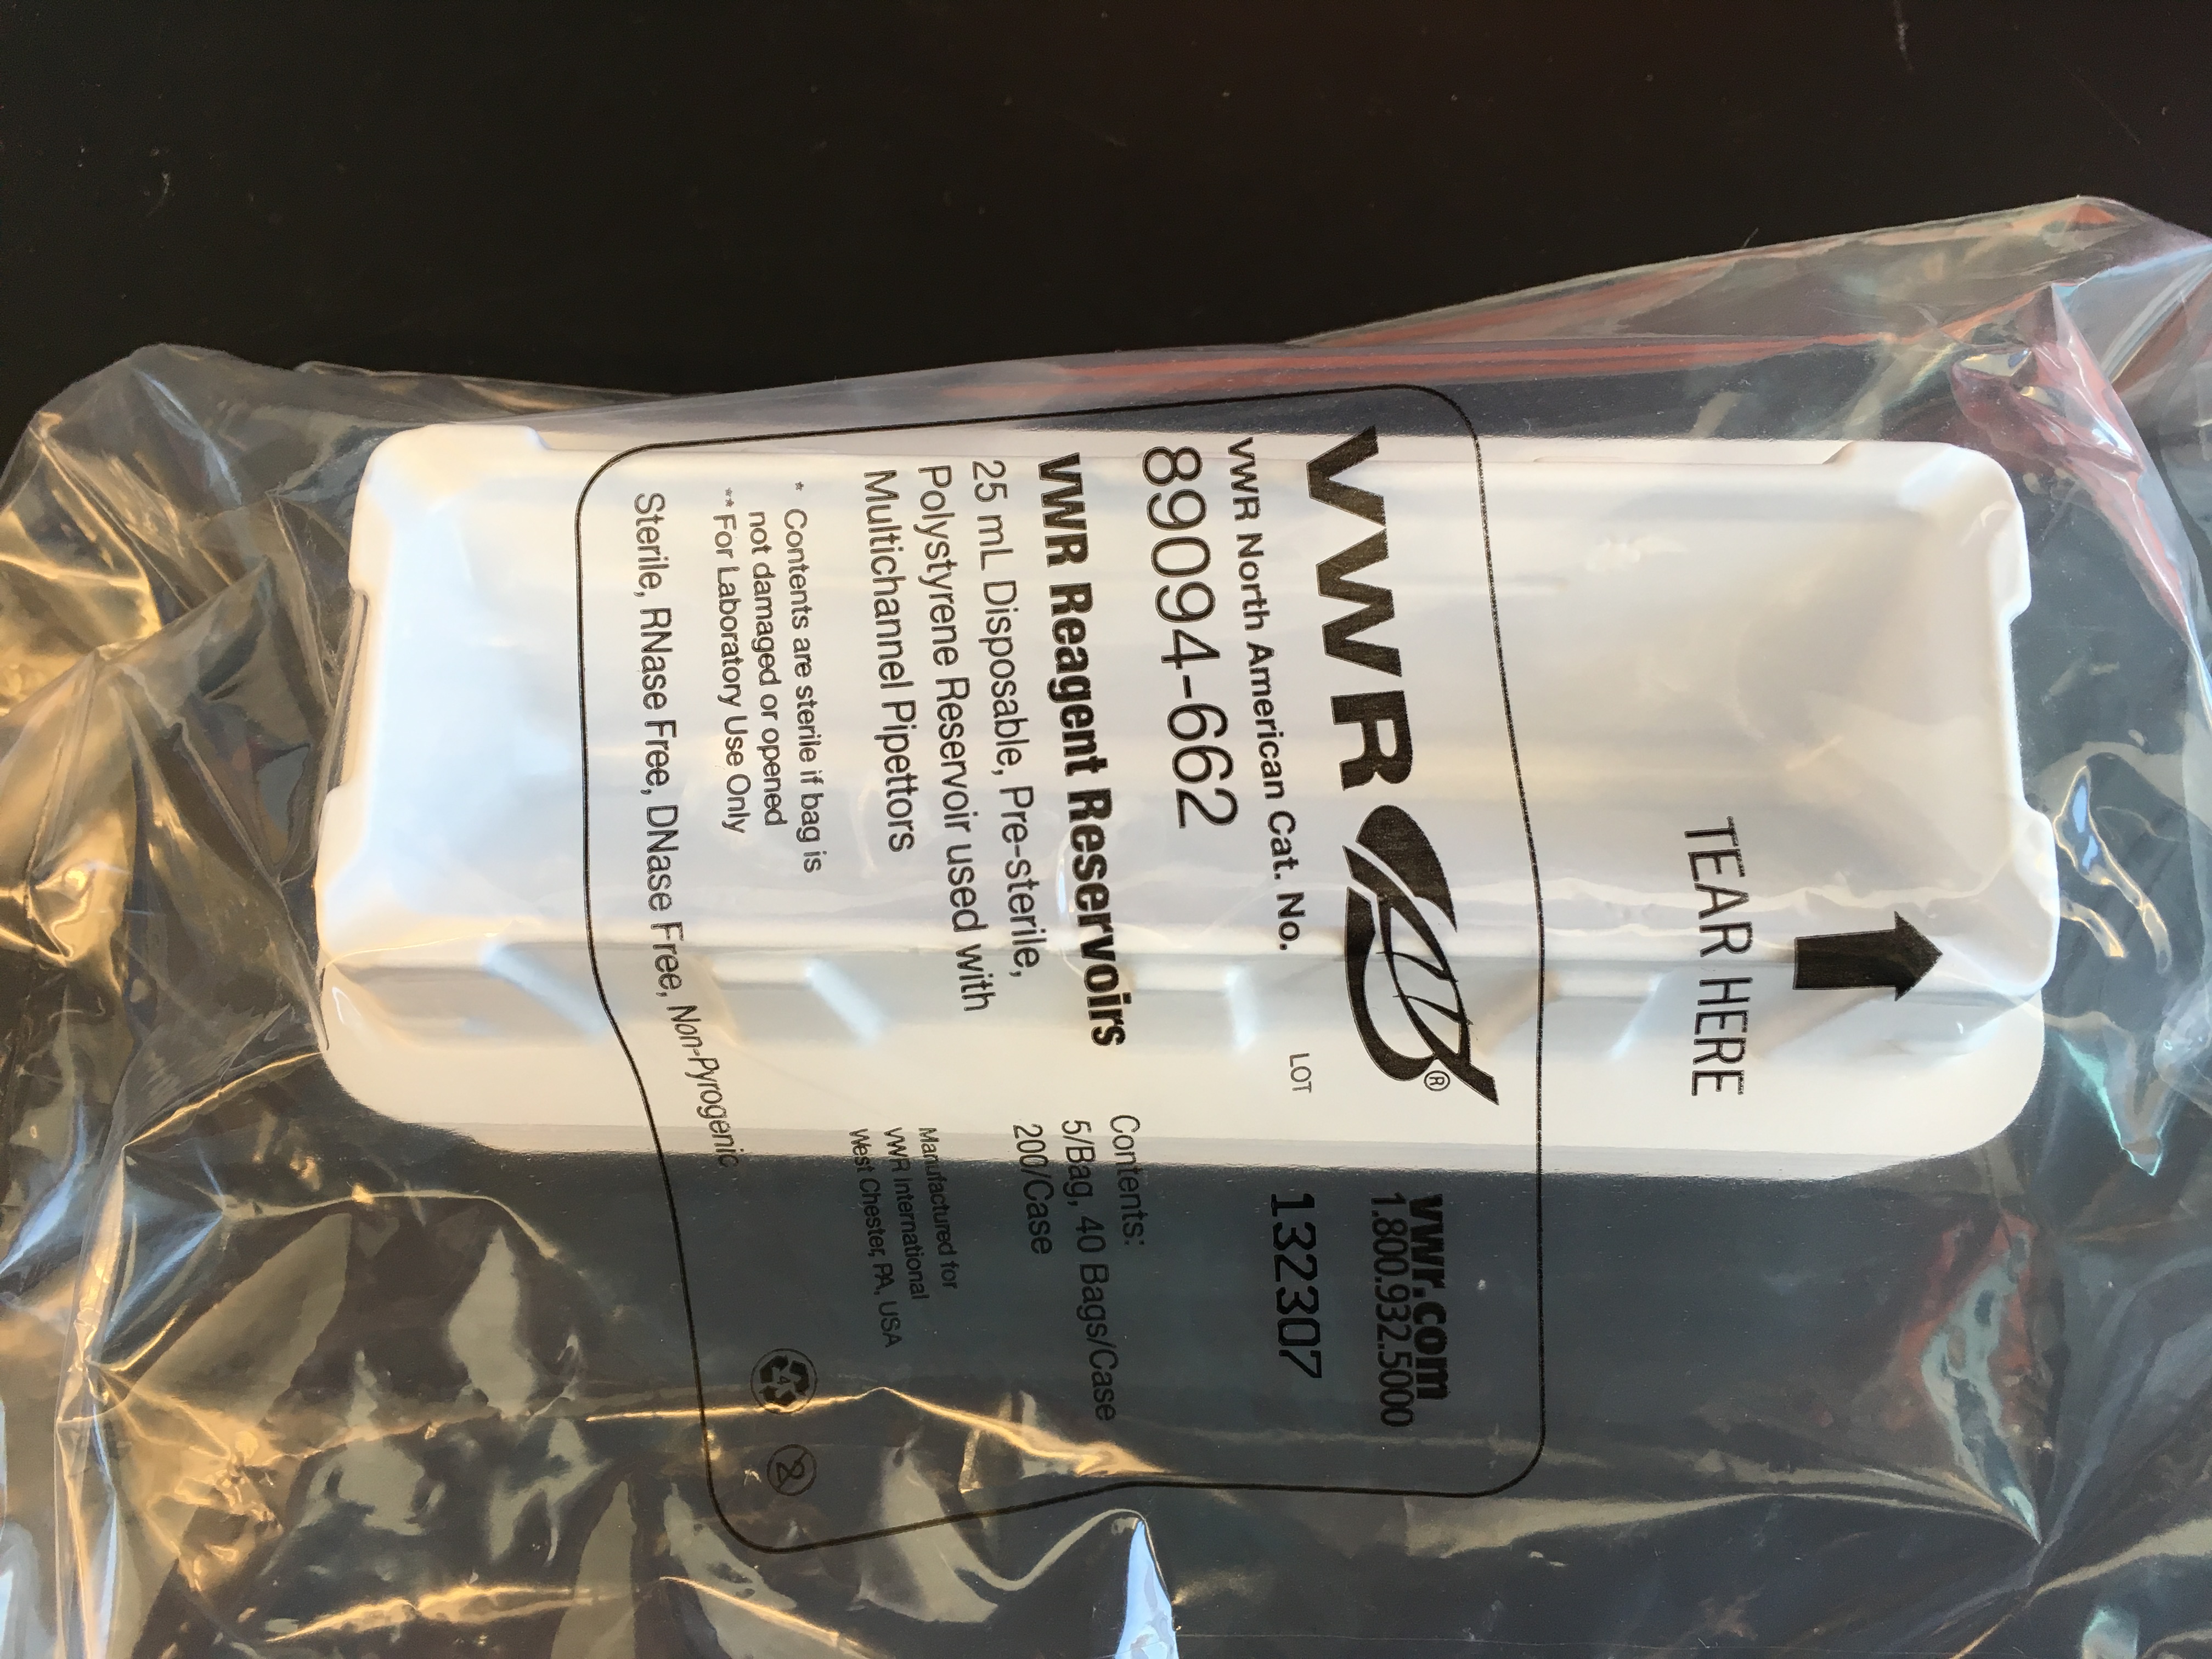 TEAR HERE
VWR®
vwr.com
1.800.932.5000
VWR North American Cat. No.
89094-662
LOT
132307
VWR Reagent Reservoirs
25 mL Disposable, Pre-sterile,
Polystyrene Reservoir used with
Multichannel Pipettors
Contents:
5/Bag, 40 Bags/Case
200/Case
* Contents are sterile if bag is
not damaged or opened
** For Laboratory Use Only
Manufactured for
VWR International
West Chester, PA, USA
2
Sterile, RNase Free, DNase Free, Non-Pyrogenic